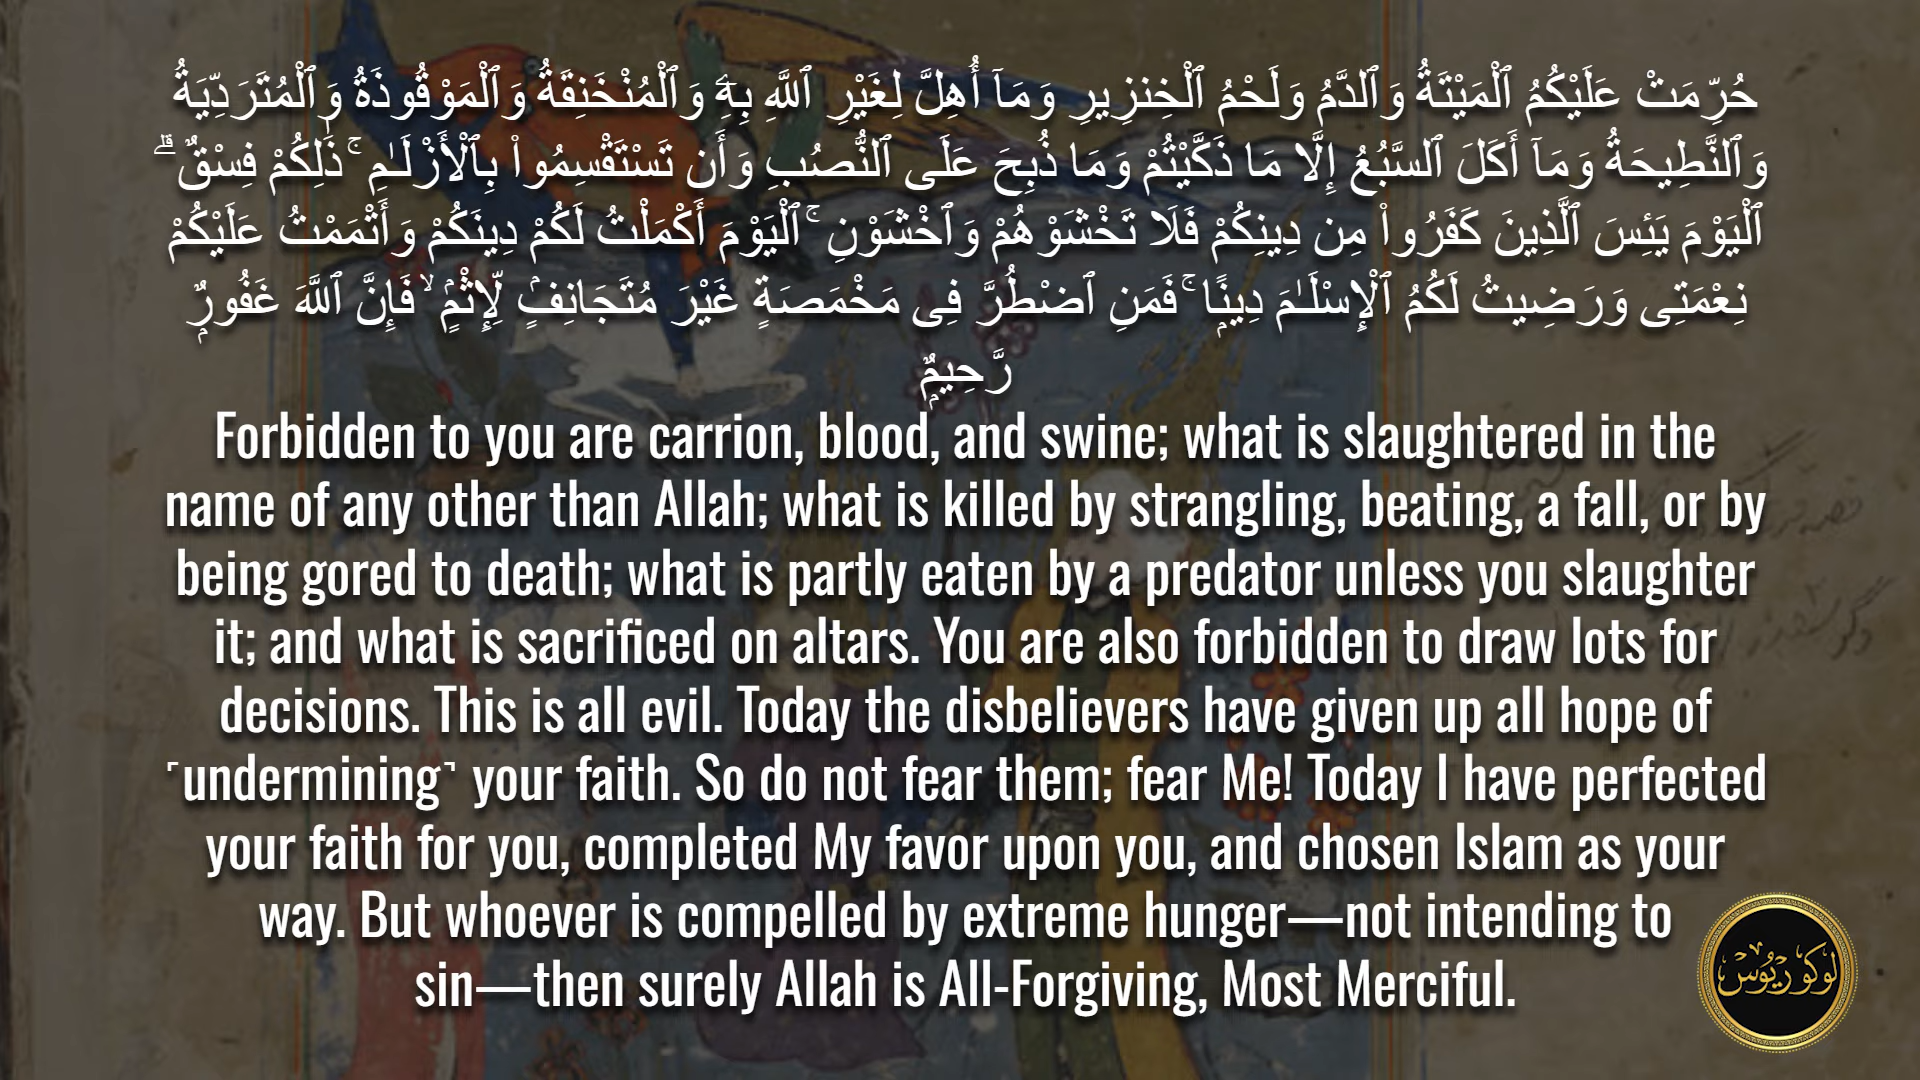 حُرِّمَتْ عَلَيْكُمُ ٱلْمَيْتَةُ وَٱلدَّمُ وَلَحْمُ ٱلْخِنزِيرِ وَمَآ أُهِلَّ لِغَيْرِ ٱللَّهِ بِهِۦ وَٱلْمُنْخَنِقَةُ وَٱلْمَوْقُوذَةُ وَٱلْمُتَرَدِّيَةُ
وَٱلنَّطِيحَةُ وَمَآ أَكَلَ ٱلسَّبُعُ إِلَّا مَا ذَكَّيْتُمْ وَمَا ذُبِحَ عَلَى ٱلنُّصُبِ وَأَن تَسْتَقْسِمُوا۟ بِٱلْأَزْلَـٰمِ ۚ ذَٰلِكُمْ فِسْقٌ ۗ
ٱلْيَوْمَ يَئِسَ ٱلَّذِينَ كَفَرُوا۟ مِن دِينِكُمْ فَلَا تَخْشَوْهُمْ وَٱخْشَوْنِ ۚ ٱلْيَوْمَ أَكْمَلْتُ لَكُمْ دِينَكُمْ وَأَتْمَمْتُ عَلَيْكُمْ
نِعْمَتِى وَرَضِيتُ لَكُمُ ٱلْإِسْلَـٰمَ دِينًۭا ۚ فَمَنِ ٱضْطُرَّ فِى مَخْمَصَةٍ غَيْرَ مُتَجَانِفٍۢ لِّإِثْمٍۢ ۙ فَإِنَّ ٱللَّهَ غَفُورٌۭ
رَّحِيمٌۭ
Forbidden to you are carrion, blood, and swine; what is slaughtered in the
name of any other than Allah; what is killed by strangling, beating, a fall, or by
being gored to death; what is partly eaten by a predator unless you slaughter
it; and what is sacrificed on altars. You are also forbidden to draw lots for
decisions. This is all evil. Today the disbelievers have given up all hope of
˹undermining˺ your faith. So do not fear them; fear Me! Today I have perfected
your faith for you, completed My favor upon you, and chosen Islam as your
way. But whoever is compelled by extreme hunger—not intending to
sin—then surely Allah is All-Forgiving, Most Merciful.
لوكوريوس